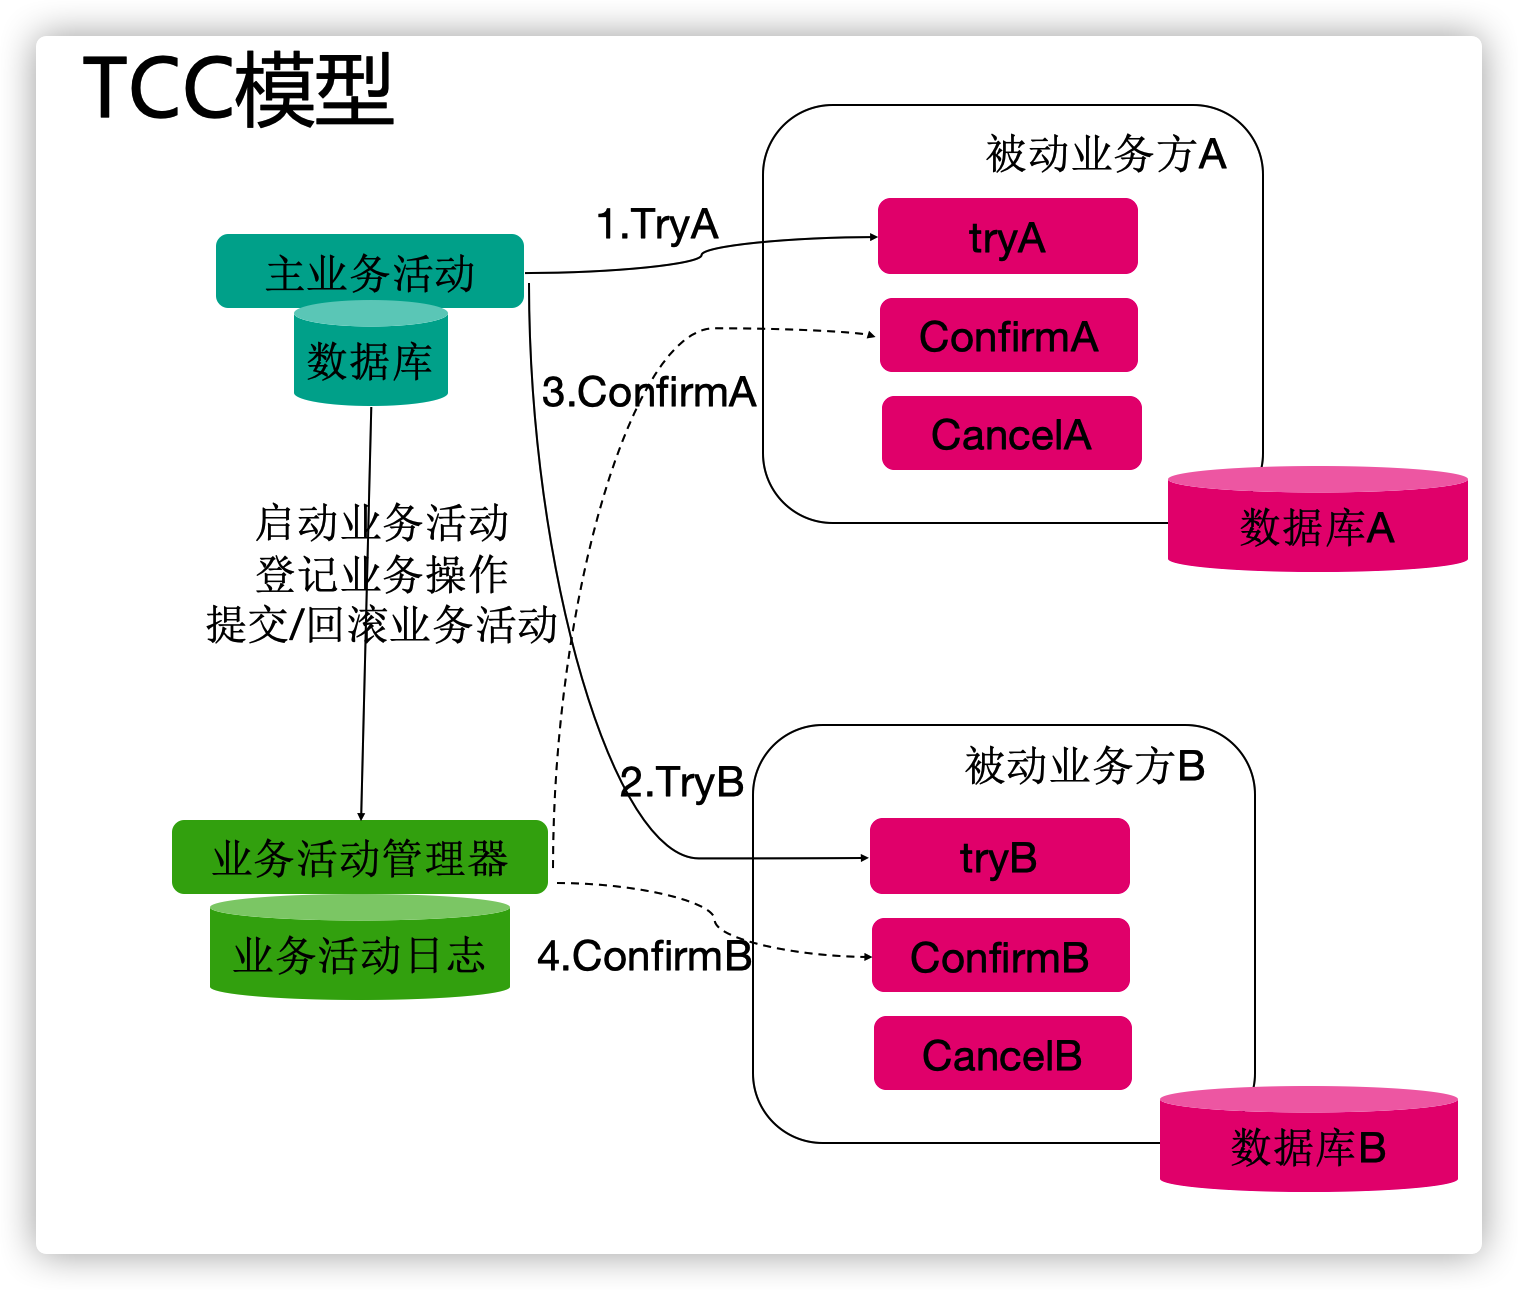 TCC模型
被动业务方A
1.TryA
tryA
主业务活动
ConfirmA
数据库
3.ConfirmA
CancelA
启动业务活动
数据库A
登记业务操作
提交/回滚业务活动
被动业务方B
2.TryB
业务活动管理器
tryB
业务活动日志
4.ConfirmB
ConfirmB
CancelB
数据库B